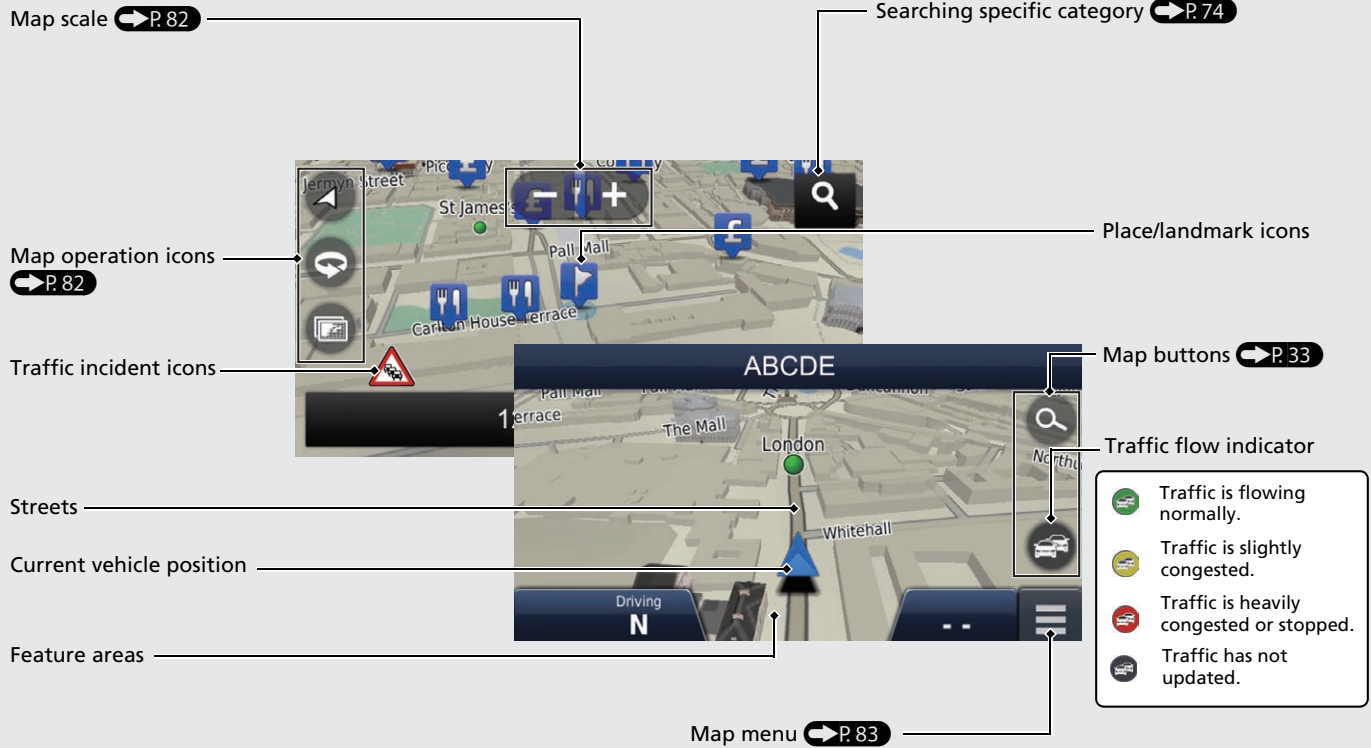 Map scale P. 82
Searching specific category P. 74
Map operation icons
P. 82
Traffic incident icons
Streets
Current vehicle position
Feature areas
Jermyn Street
St James's
Pall Mall
Carlton House Terrace
Place/landmark icons
Map buttons P. 33
Traffic flow indicator
Traffic is flowing
normally.
Traffic is slightly
congested.
Traffic is heavily
congested or stopped.
Traffic has not
updated.
ABCDE
Pall Mall
The Mall
London
Whitehall
Driving
N
- -
Map menu P. 83